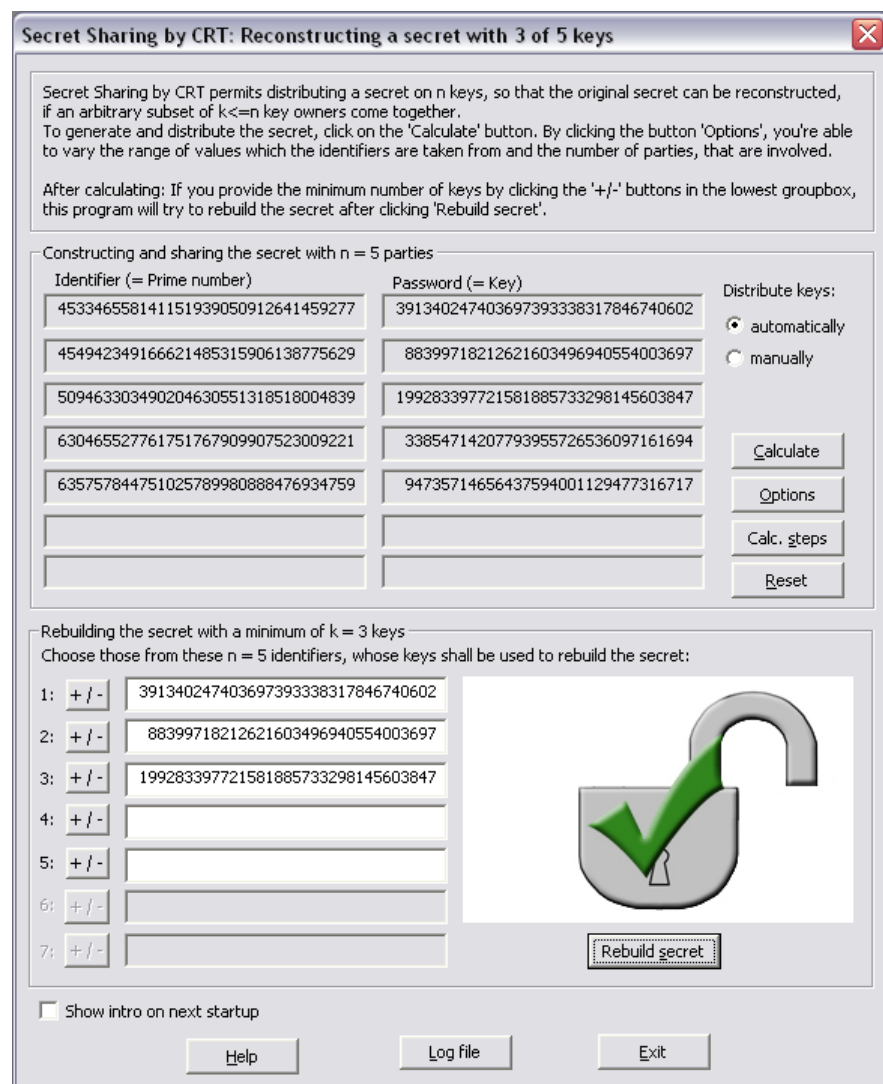 Secret Sharing by CRT: Reconstructing a secret with 3 of 5 keys
Secret Sharing by CRT permits distributing a secret on n keys, so that the original secret can be reconstructed,
if an arbitrary subset of k<=n key owners come together.
To generate and distribute the secret, click on the 'Calculate' button. By clicking the button 'Options', you're able
to vary the range of values which the identifiers are taken from and the number of parties, that are involved.
After calculating: If you provide the minimum number of keys by clicking the '+/-' buttons in the lowest groupbox,
this program will try to rebuild the secret after clicking 'Rebuild secret'.
Constructing and sharing the secret with n = 5 parties
Identifier (= Prime number)
Password (= Key)
Distribute keys:
453346558141151939050912641459277
391340247403697393338317846740602
automatically
454942349166621485315906138775629
88399718212621603496940554003697
manually
509463303490204630551318518004839
199283397721581885733298145603847
630465527761751767909907523009221
33854714207793955726536097161694
Calculate
635757844751025789980888476934759
94735714656437594001129477316717
Options
Calc. steps
Reset
Rebuilding the secret with a minimum of k = 3 keys
Choose those from these n = 5 identifiers, whose keys shall be used to rebuild the secret:
1: + / - 391340247403697393338317846740602
2: + / - 88399718212621603496940554003697
3: + / - 199283397721581885733298145603847
4: + / -
5: + / -
6: + / -
7: + / -
Rebuild secret
Show intro on next startup
Help
Log file
Exit